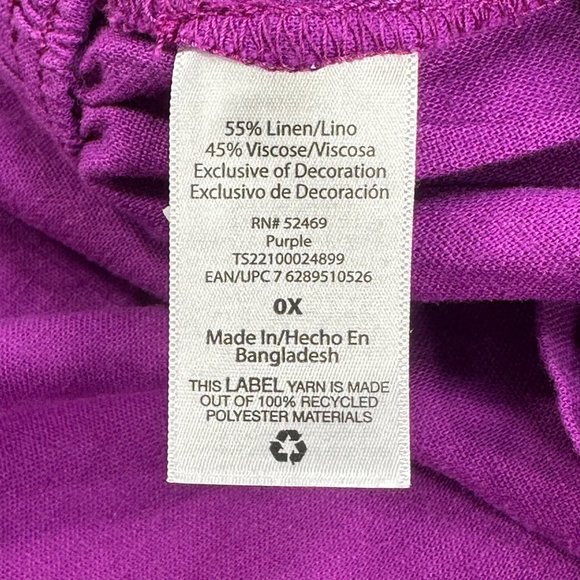 55% Linen/Lino
45% Viscose/Viscosa
Exclusive of Decoration
Exclusivo de Decoración
RN# 52469
Purple
TS22100024899
EAN/UPC 7 6289510526
0X
Made In/Hecho En
Bangladesh
THIS LABEL YARN IS MADE
OUT OF 100% RECYCLED
POLYESTER MATERIALS